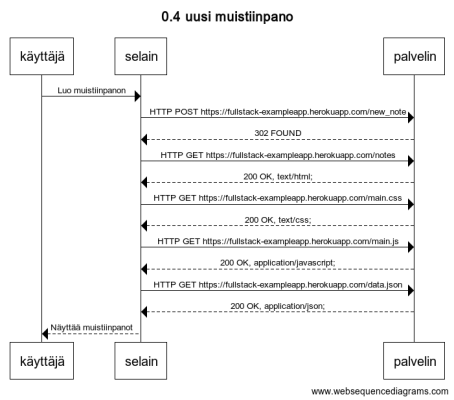 0.4 uusi muistiinpano
käyttäjä selain palvelin
Luo muistiinpanon
HTTP POST https://fullstack-exampleapp.herokuapp.com/new_note
302 FOUND
HTTP GET https://fullstack-exampleapp.herokuapp.com/notes
200 OK, text/html;
HTTP GET https://fullstack-exampleapp.herokuapp.com/main.css
200 OK, text/css;
HTTP GET https://fullstack-exampleapp.herokuapp.com/main.js
200 OK, application/javascript;
HTTP GET https://fullstack-exampleapp.herokuapp.com/data.json
200 OK, application/json;
Näyttää muistiinpanot
käyttäjä selain palvelin
www.websequencediagrams.com